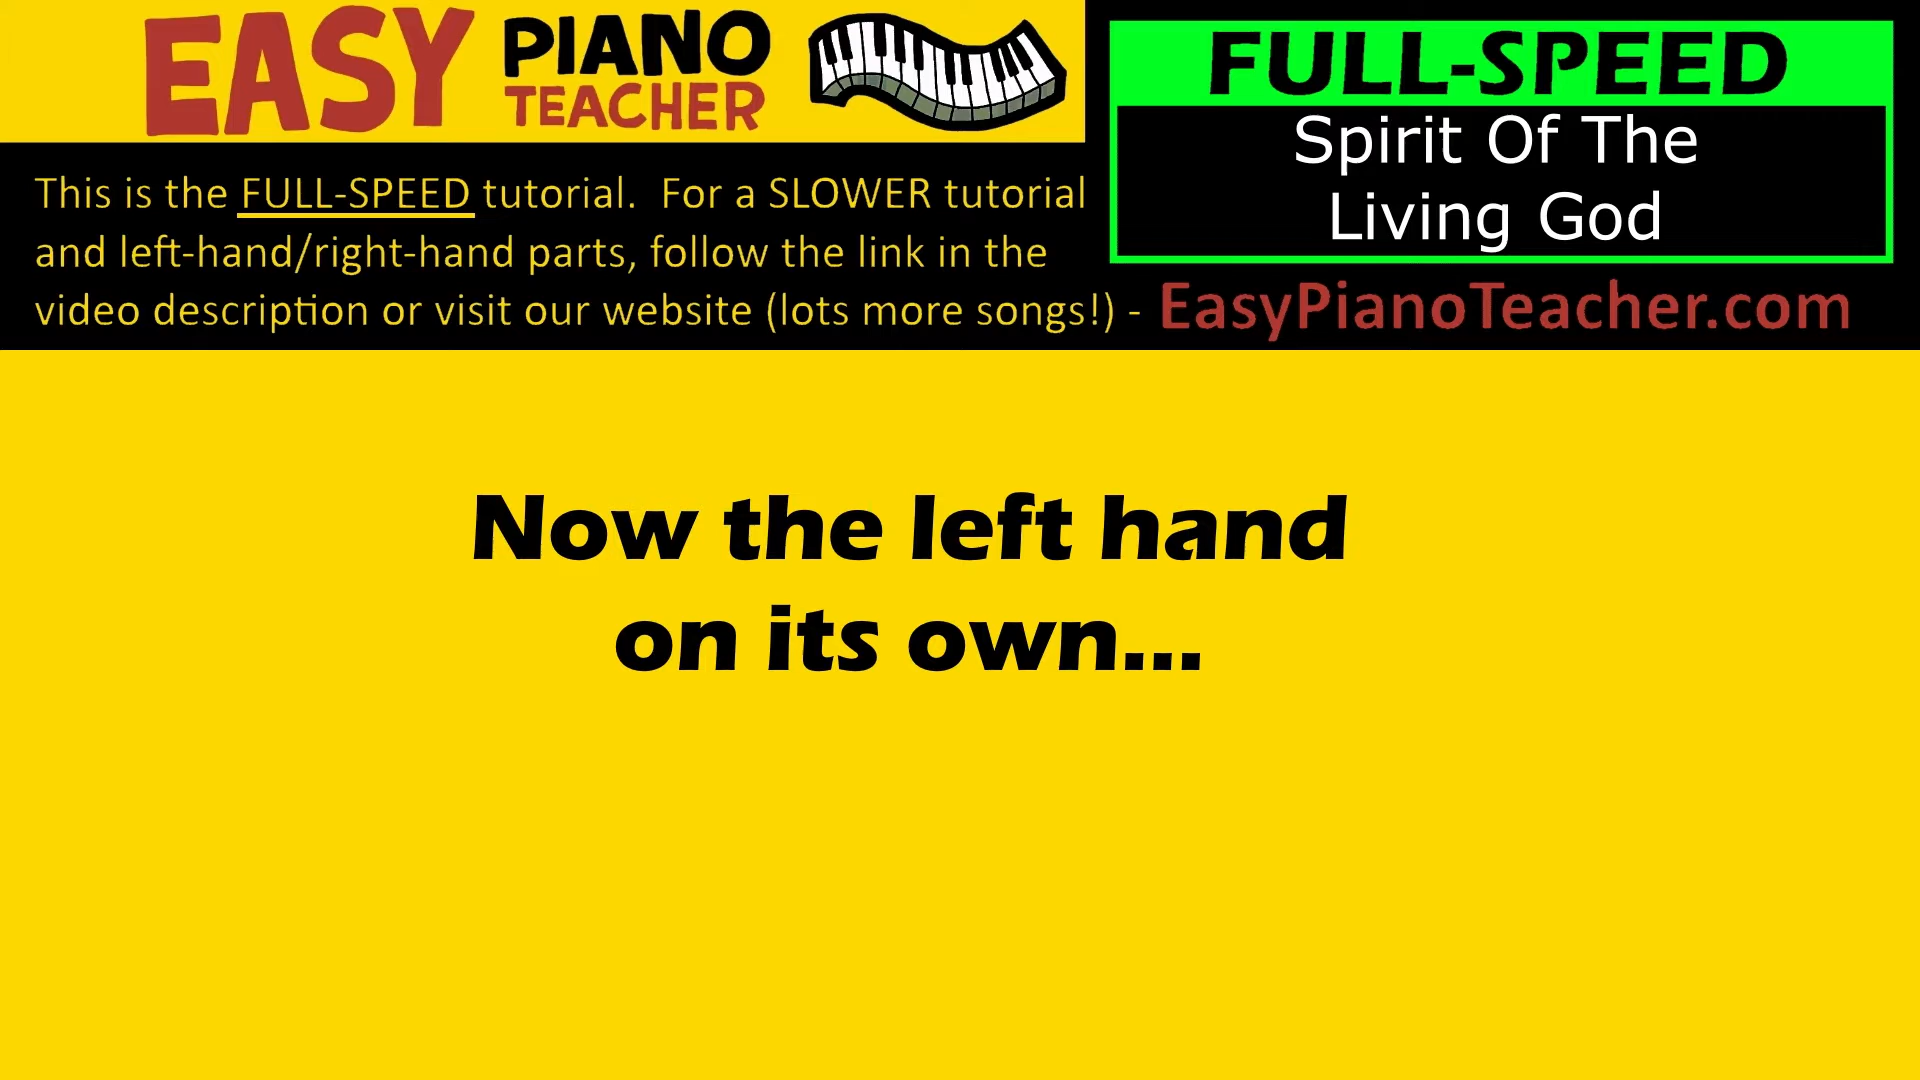 EASY PIANO TEACHER
FULL-SPEED
Spirit Of The
Living God
This is the FULL-SPEED tutorial.  For a SLOWER tutorial
and left-hand/right-hand parts, follow the link in the
video description or visit our website (lots more songs!) - EasyPianoTeacher.com
Now the left hand
on its own...